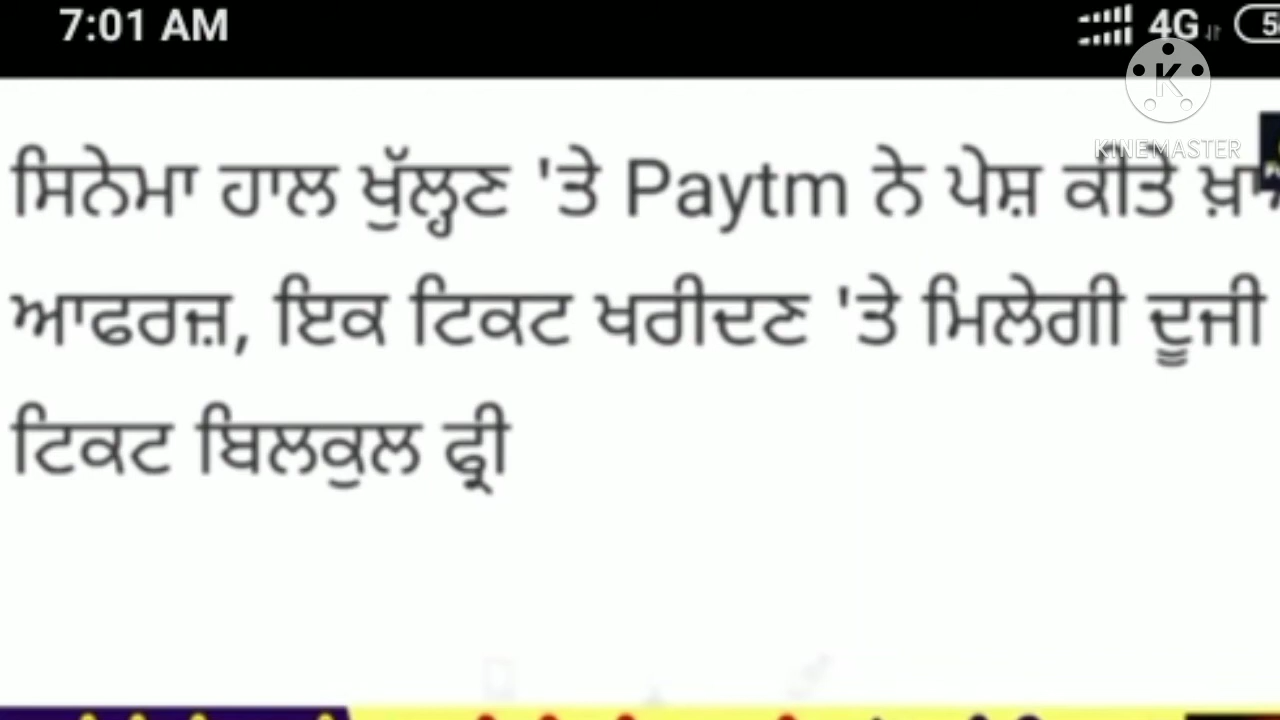 7:01 AM 4G
KINEMASTER
ਸਿਨੇਮਾ ਹਾਲ ਖੁੱਲ੍ਹਣ 'ਤੇ Paytm ਨੇ ਪੇਸ਼ ਕੀਤੇ
ਆਫਰਜ਼, ਇਕ ਟਿਕਟ ਖਰੀਦਣ 'ਤੇ ਮਿਲੇਗੀ ਦੂਜੀ
ਟਿਕਟ ਬਿਲਕੁਲ ਫ੍ਰੀ